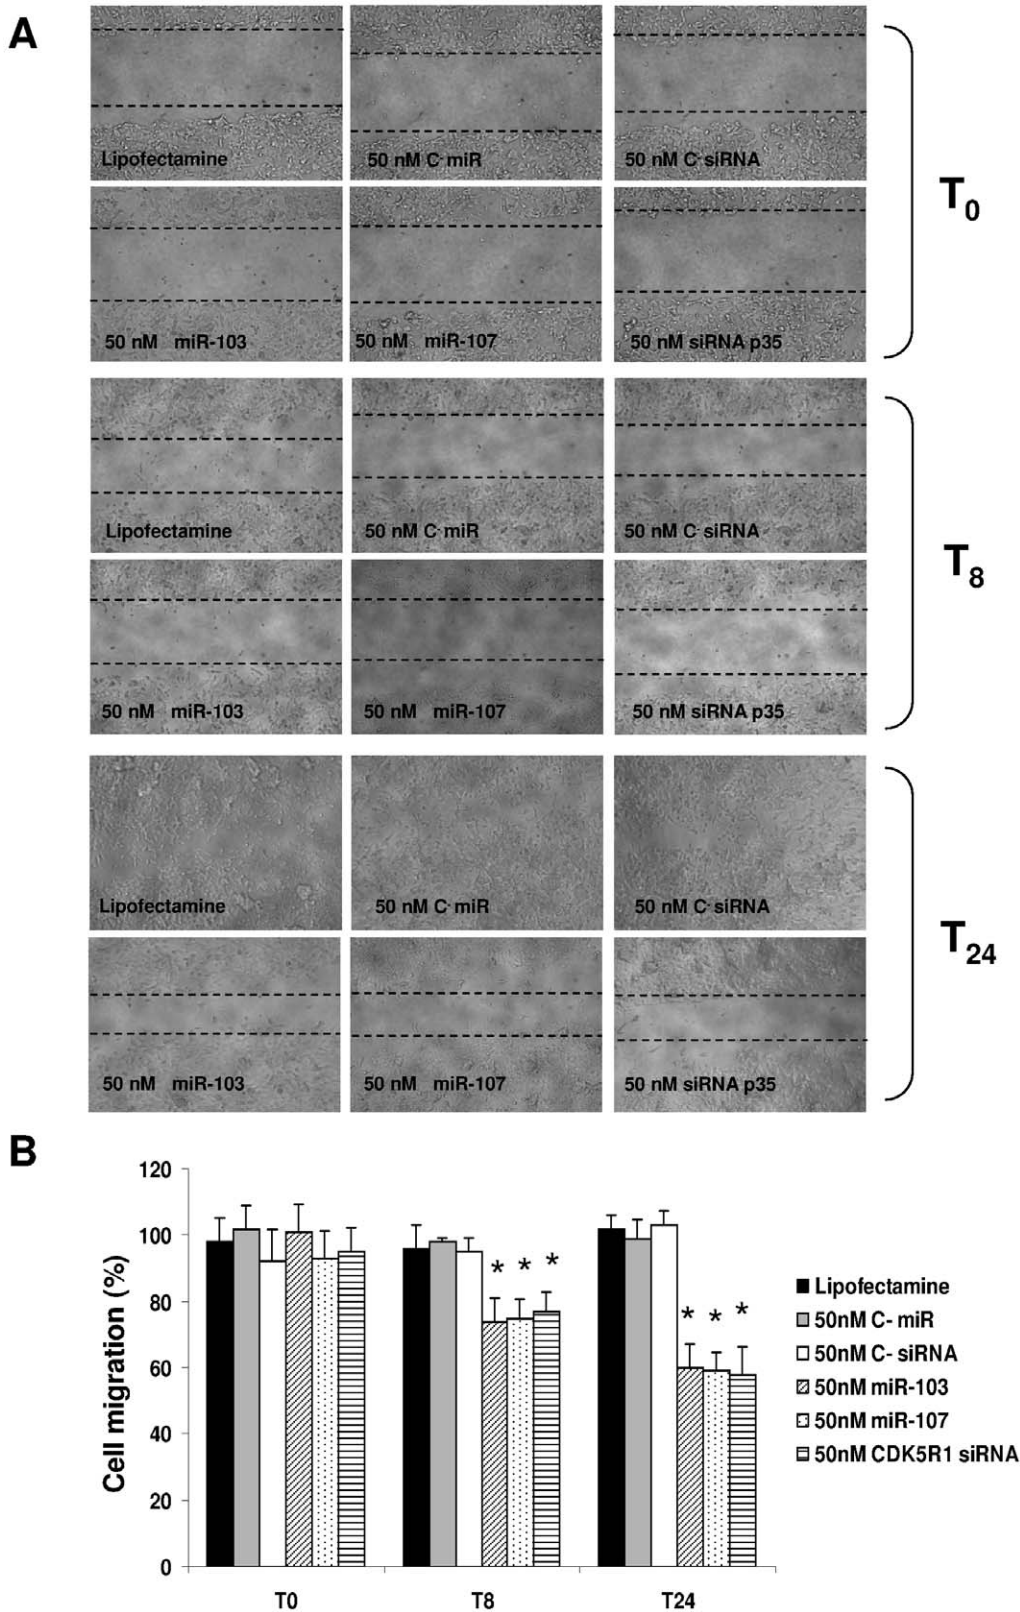 A
Lipofectamine
50 nM C- miR
50 nM C- siRNA
50 nM miR-103
50 nM miR-107
50 nM siRNA p35
T0
Lipofectamine
50 nM C- miR
50 nM C- siRNA
50 nM miR-103
50 nM miR-107
50 nM siRNA p35
T8
Lipofectamine
50 nM C- miR
50 nM C- siRNA
50 nM miR-103
50 nM miR-107
50 nM siRNA p35
T24
B
Cell migration (%)
120
100
80
60
40
20
0
* * *
* * *
T0
T8
T24
Lipofectamine
50nM C- miR
50nM C- siRNA
50nM miR-103
50nM miR-107
50nM CDK5R1 siRNA